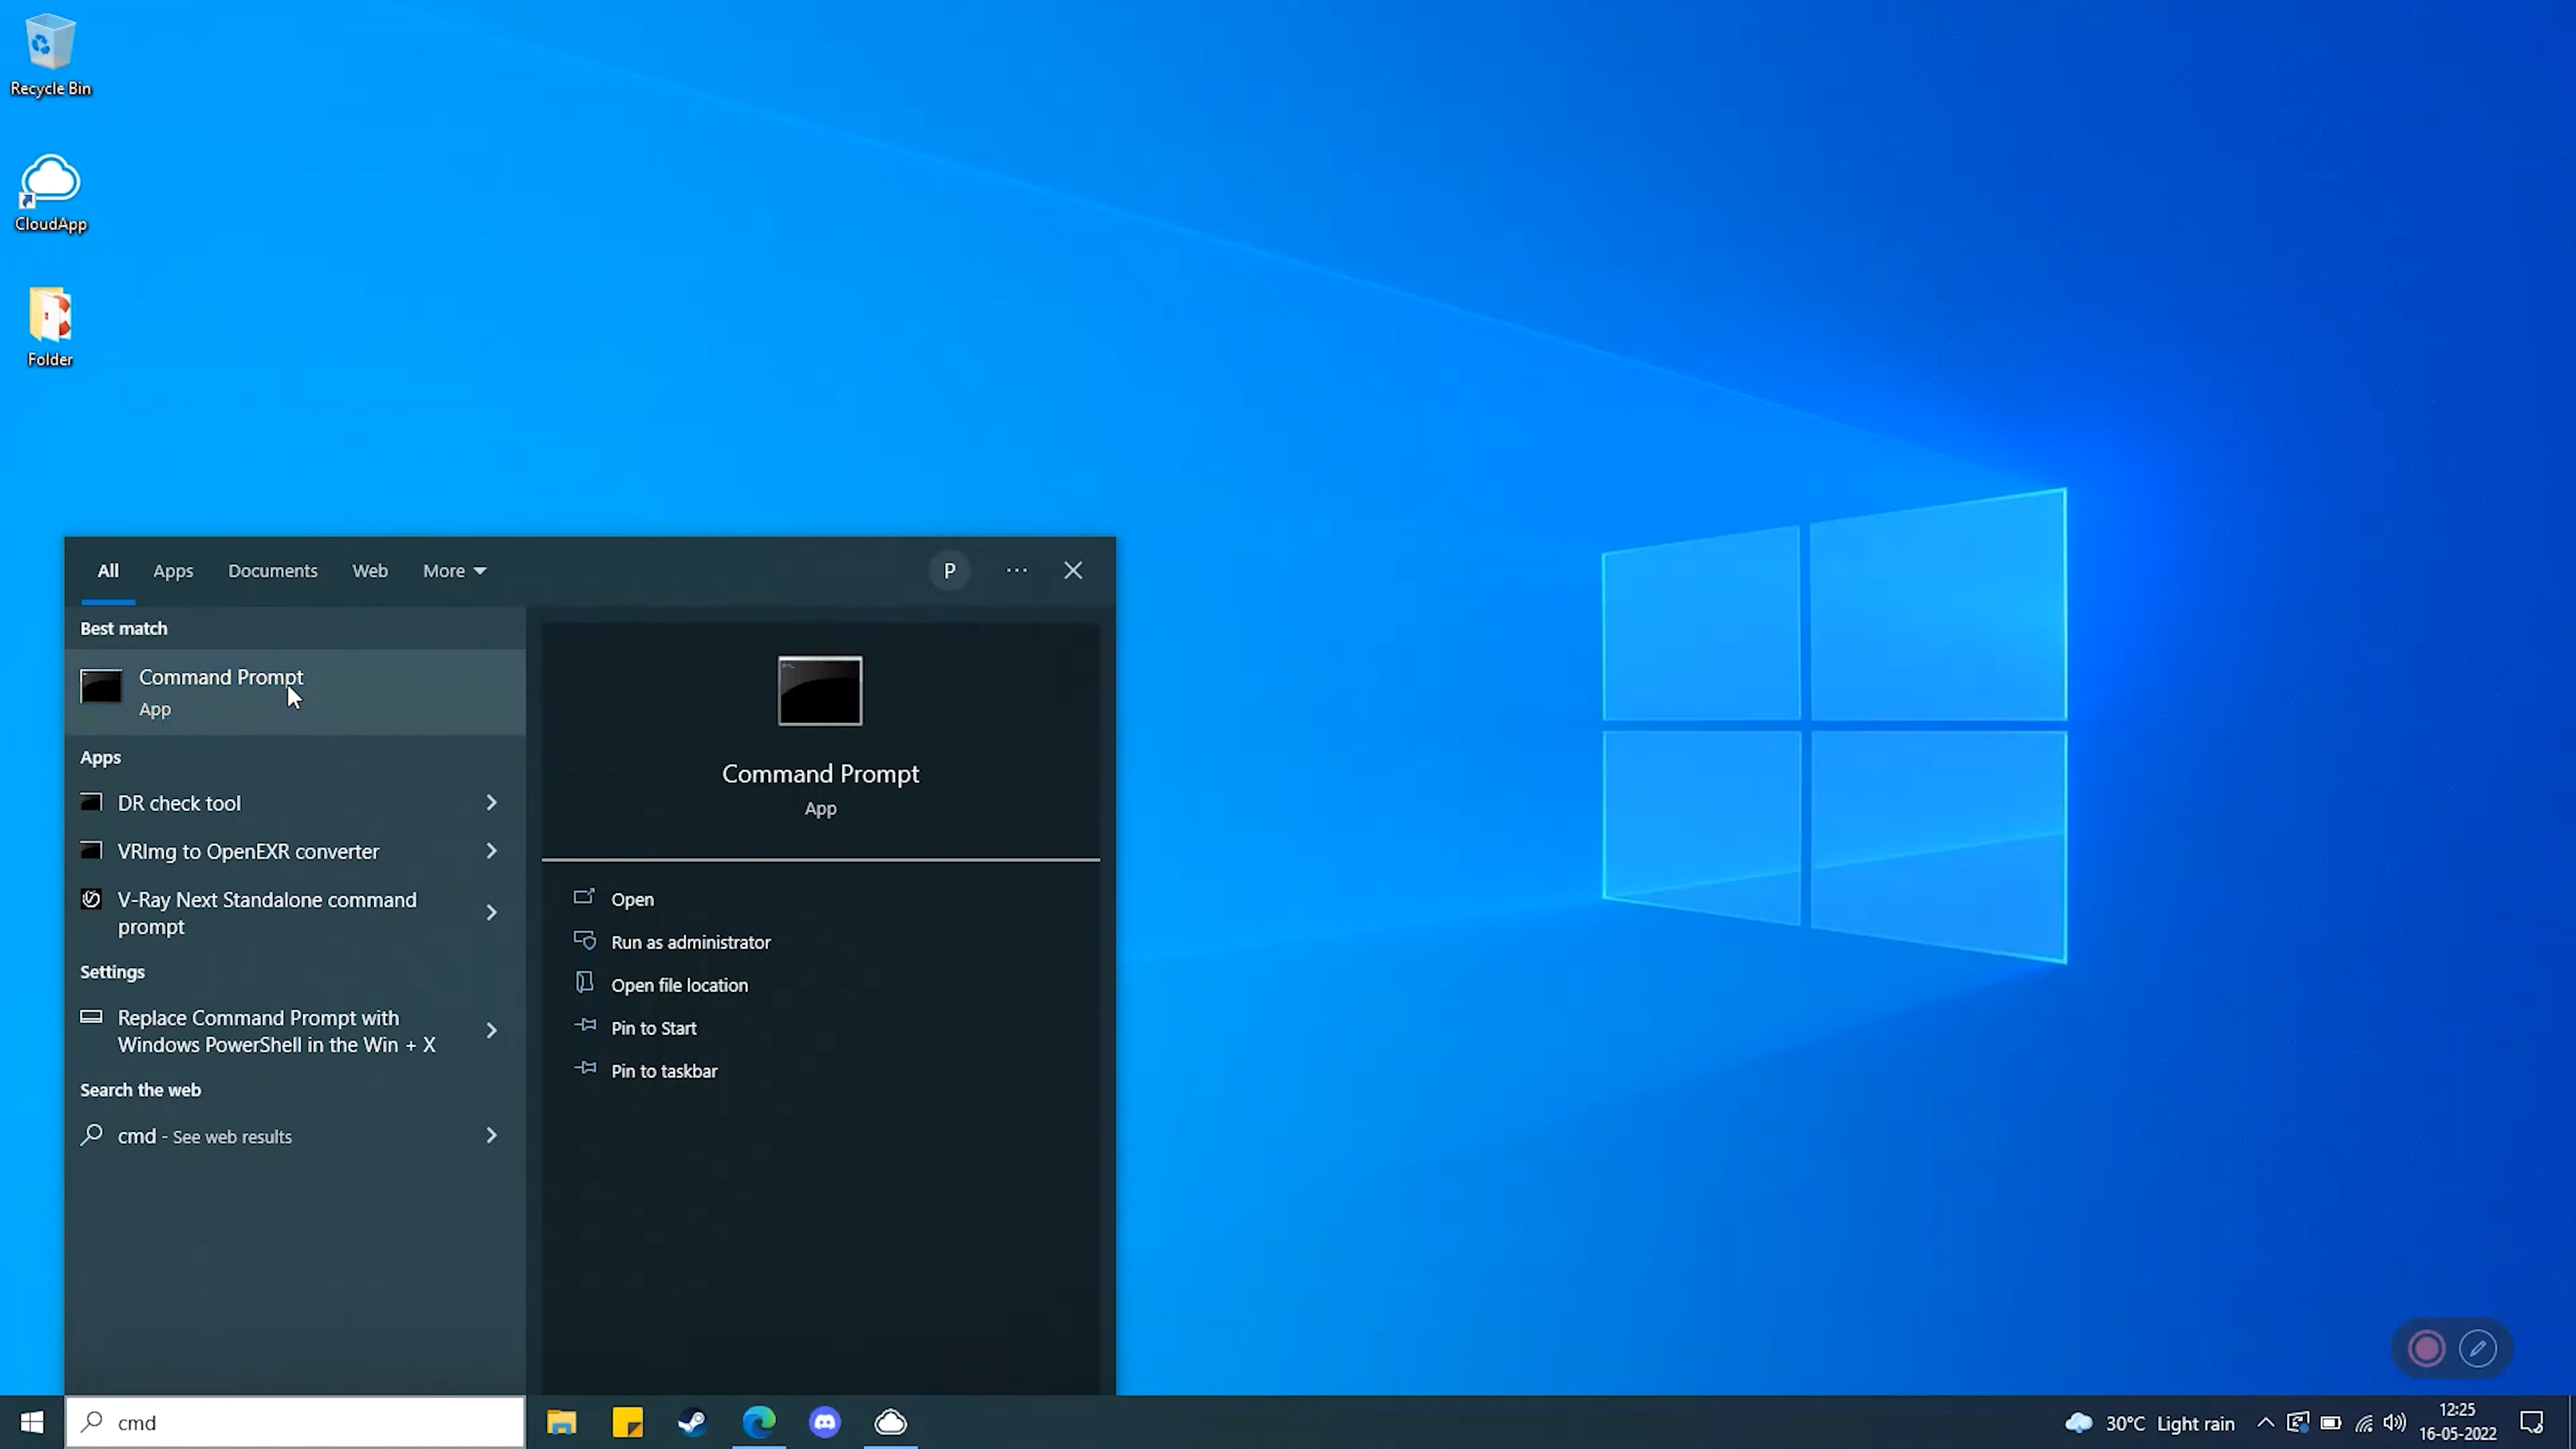 Recycle Bin
CloudApp
Folder
All Apps Documents Web More P
Best match
Command Prompt
App
Apps
DR check tool
VRImg to OpenEXR converter
V-Ray Next Standalone command
prompt
Settings
Replace Command Prompt with
Windows PowerShell in the Win + X
Search the web
cmd - See web results
Command Prompt
App
Open
Run as administrator
Open file location
Pin to Start
Pin to taskbar
cmd
30°C Light rain
12:25
16-05-2022